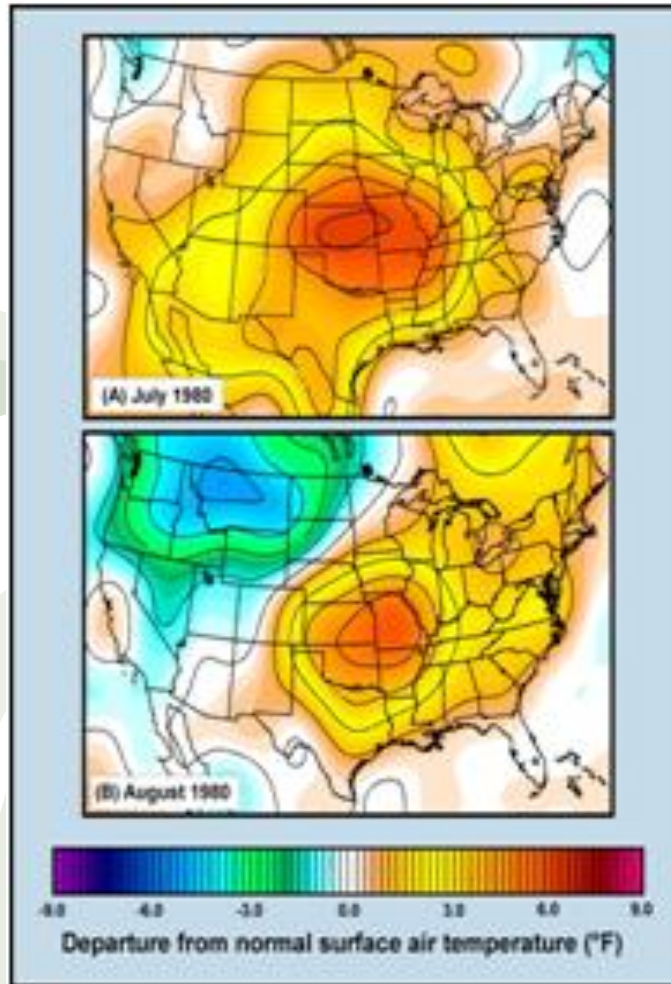 (A) July 1980
(B) August 1980
-9.0 -6.0 -3.0 0.0 3.0 6.0 9.0
Departure from normal surface air temperature (°F)